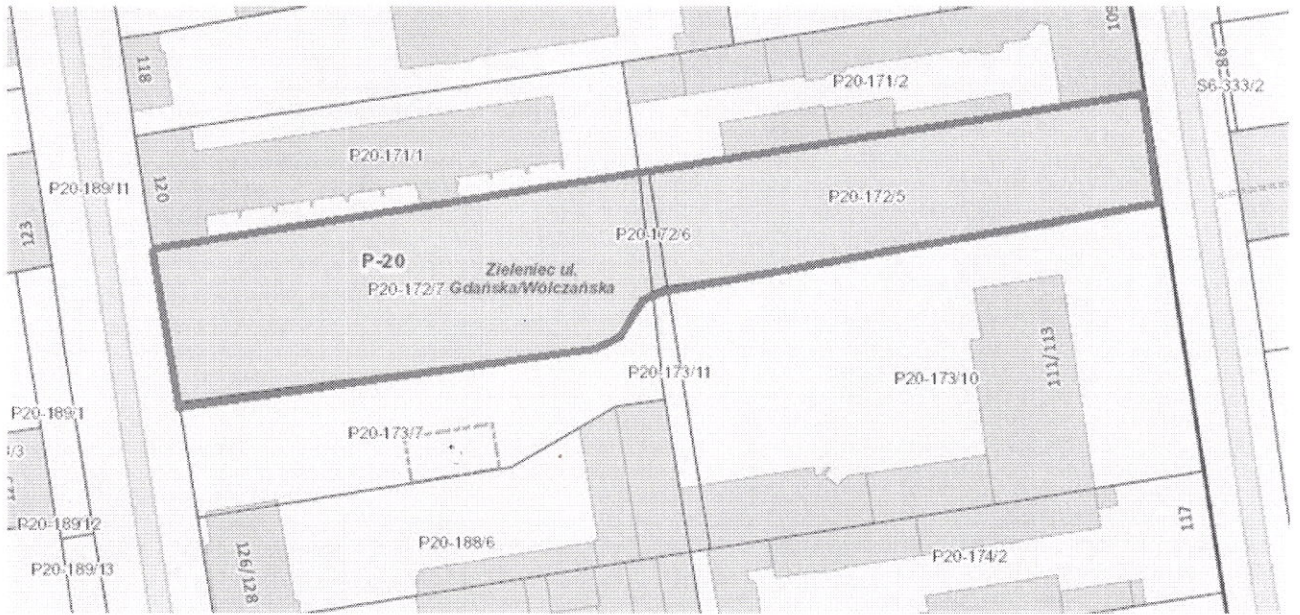 118
109
P20-171/2
86
S6-333/2
P20-171/1
P20-189/11
120
P20-172/5
123
P20-172/6
P-20
Zieleniec ul.
P20-172/7 Gdańska/Wólczańska
P20-173/11
P20-173/10
111/113
P20-189/1
P20-173/7
/3
P20-189/12
117
P20-188/6
P20-174/2
P20-189/13
126/128